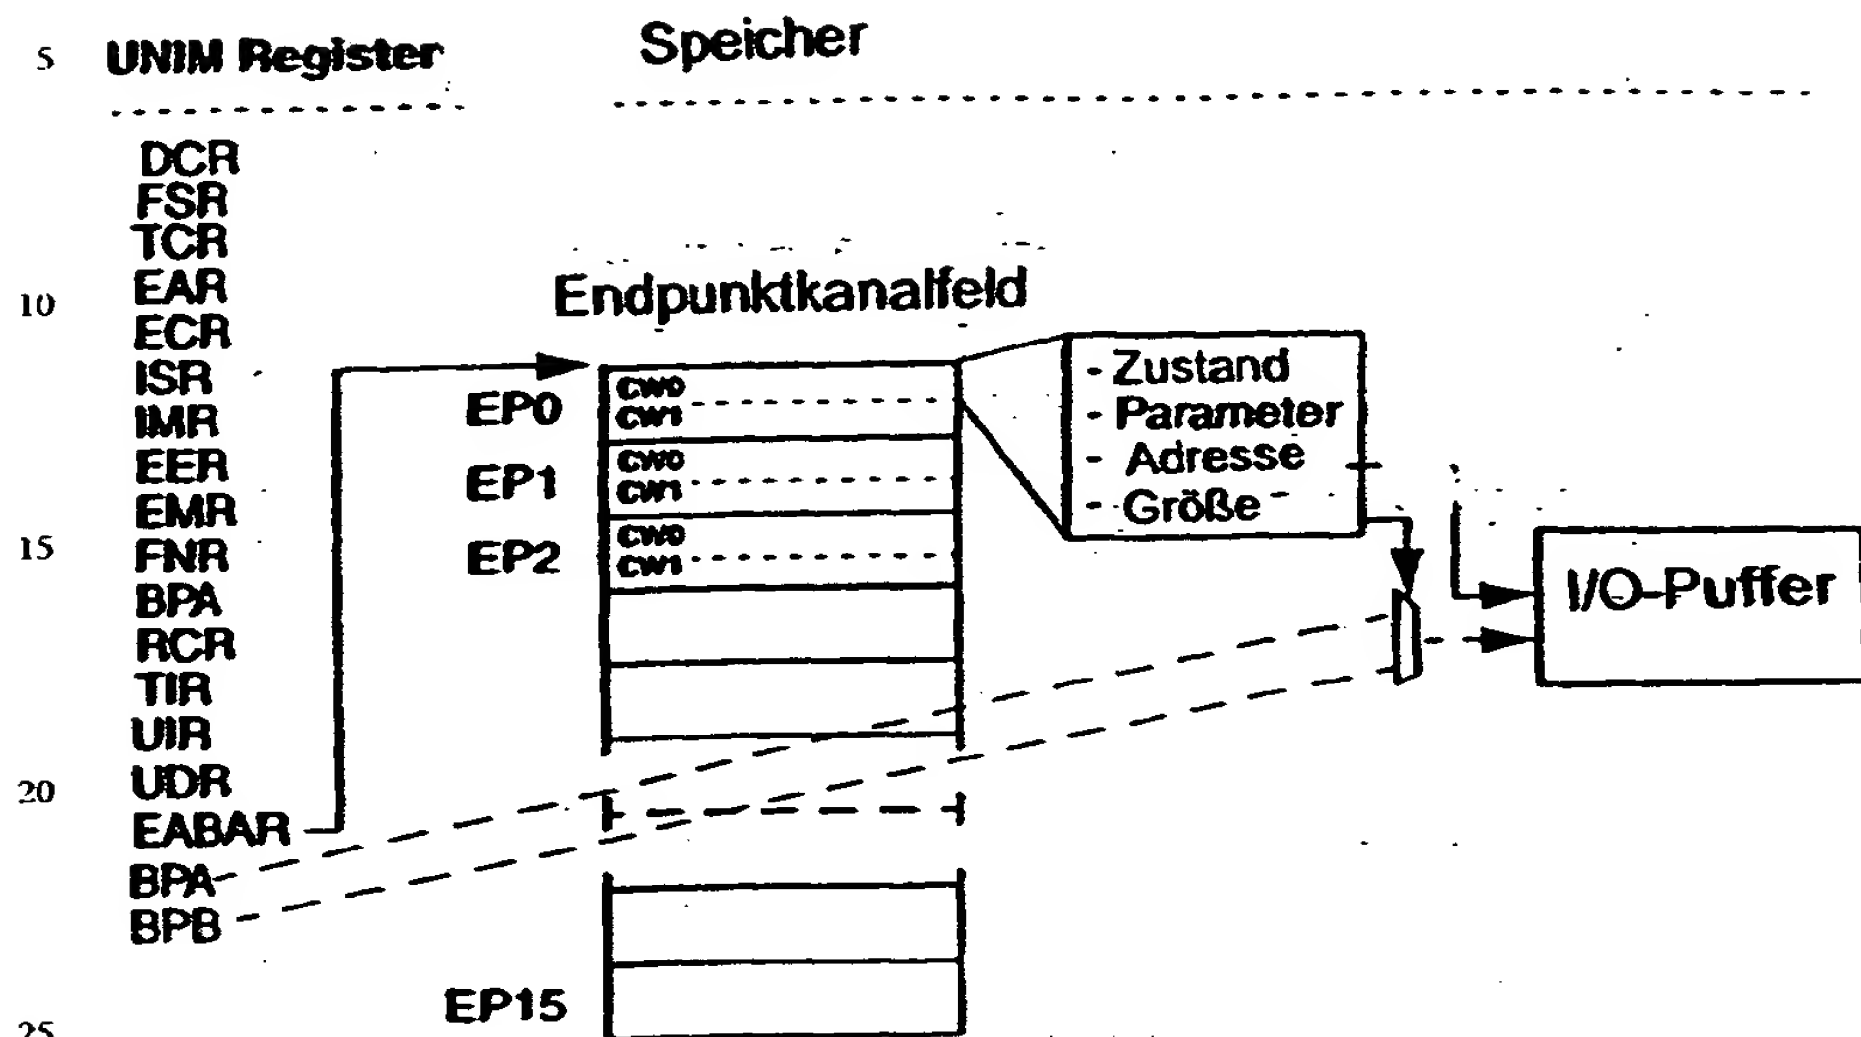 5 UNIM Register Speicher
DCR
FSR
TCR
EAR
10 Endpunktkanalfeld
ECR
ISR
IMR
EER
EMR
15 FNR
BPA
RCR
TIR
UIR
20 UDR
EABAR
BPA
BPB
25
EP0 CW0
CW1
EP1 CW0
CW1
EP2 CW0
CW1
EP15
- Zustand
- Parameter
- Adresse
- Größe
I/O-Puffer